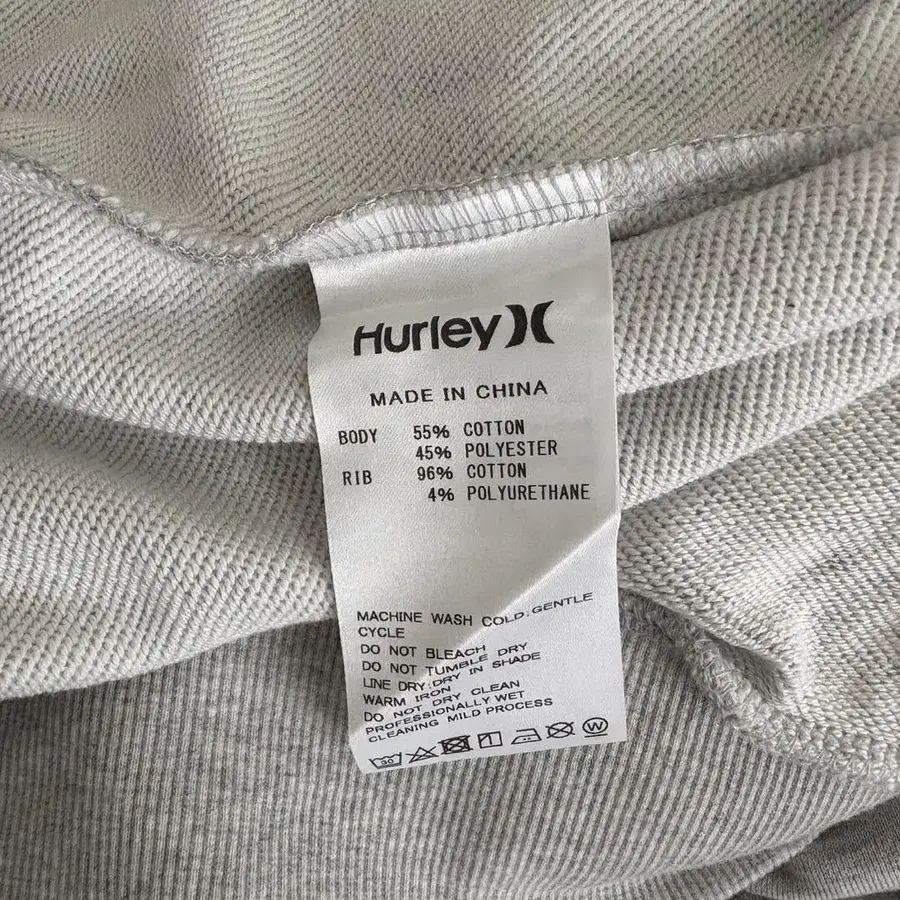 Hurley
MADE IN CHINA
BODY 55% COTTON
45% POLYESTER
RIB 96% COTTON
4% POLYURETHANE
MACHINE WASH COLD.GENTLE
CYCLE
DO NOT BLEACH
DO NOT TUMBLE DRY
LINE DRY.DRY IN SHADE
WARM IRON
DO NOT DRY CLEAN
PROFESSIONALLY WET
CLEANING MILD PROCESS
30 W